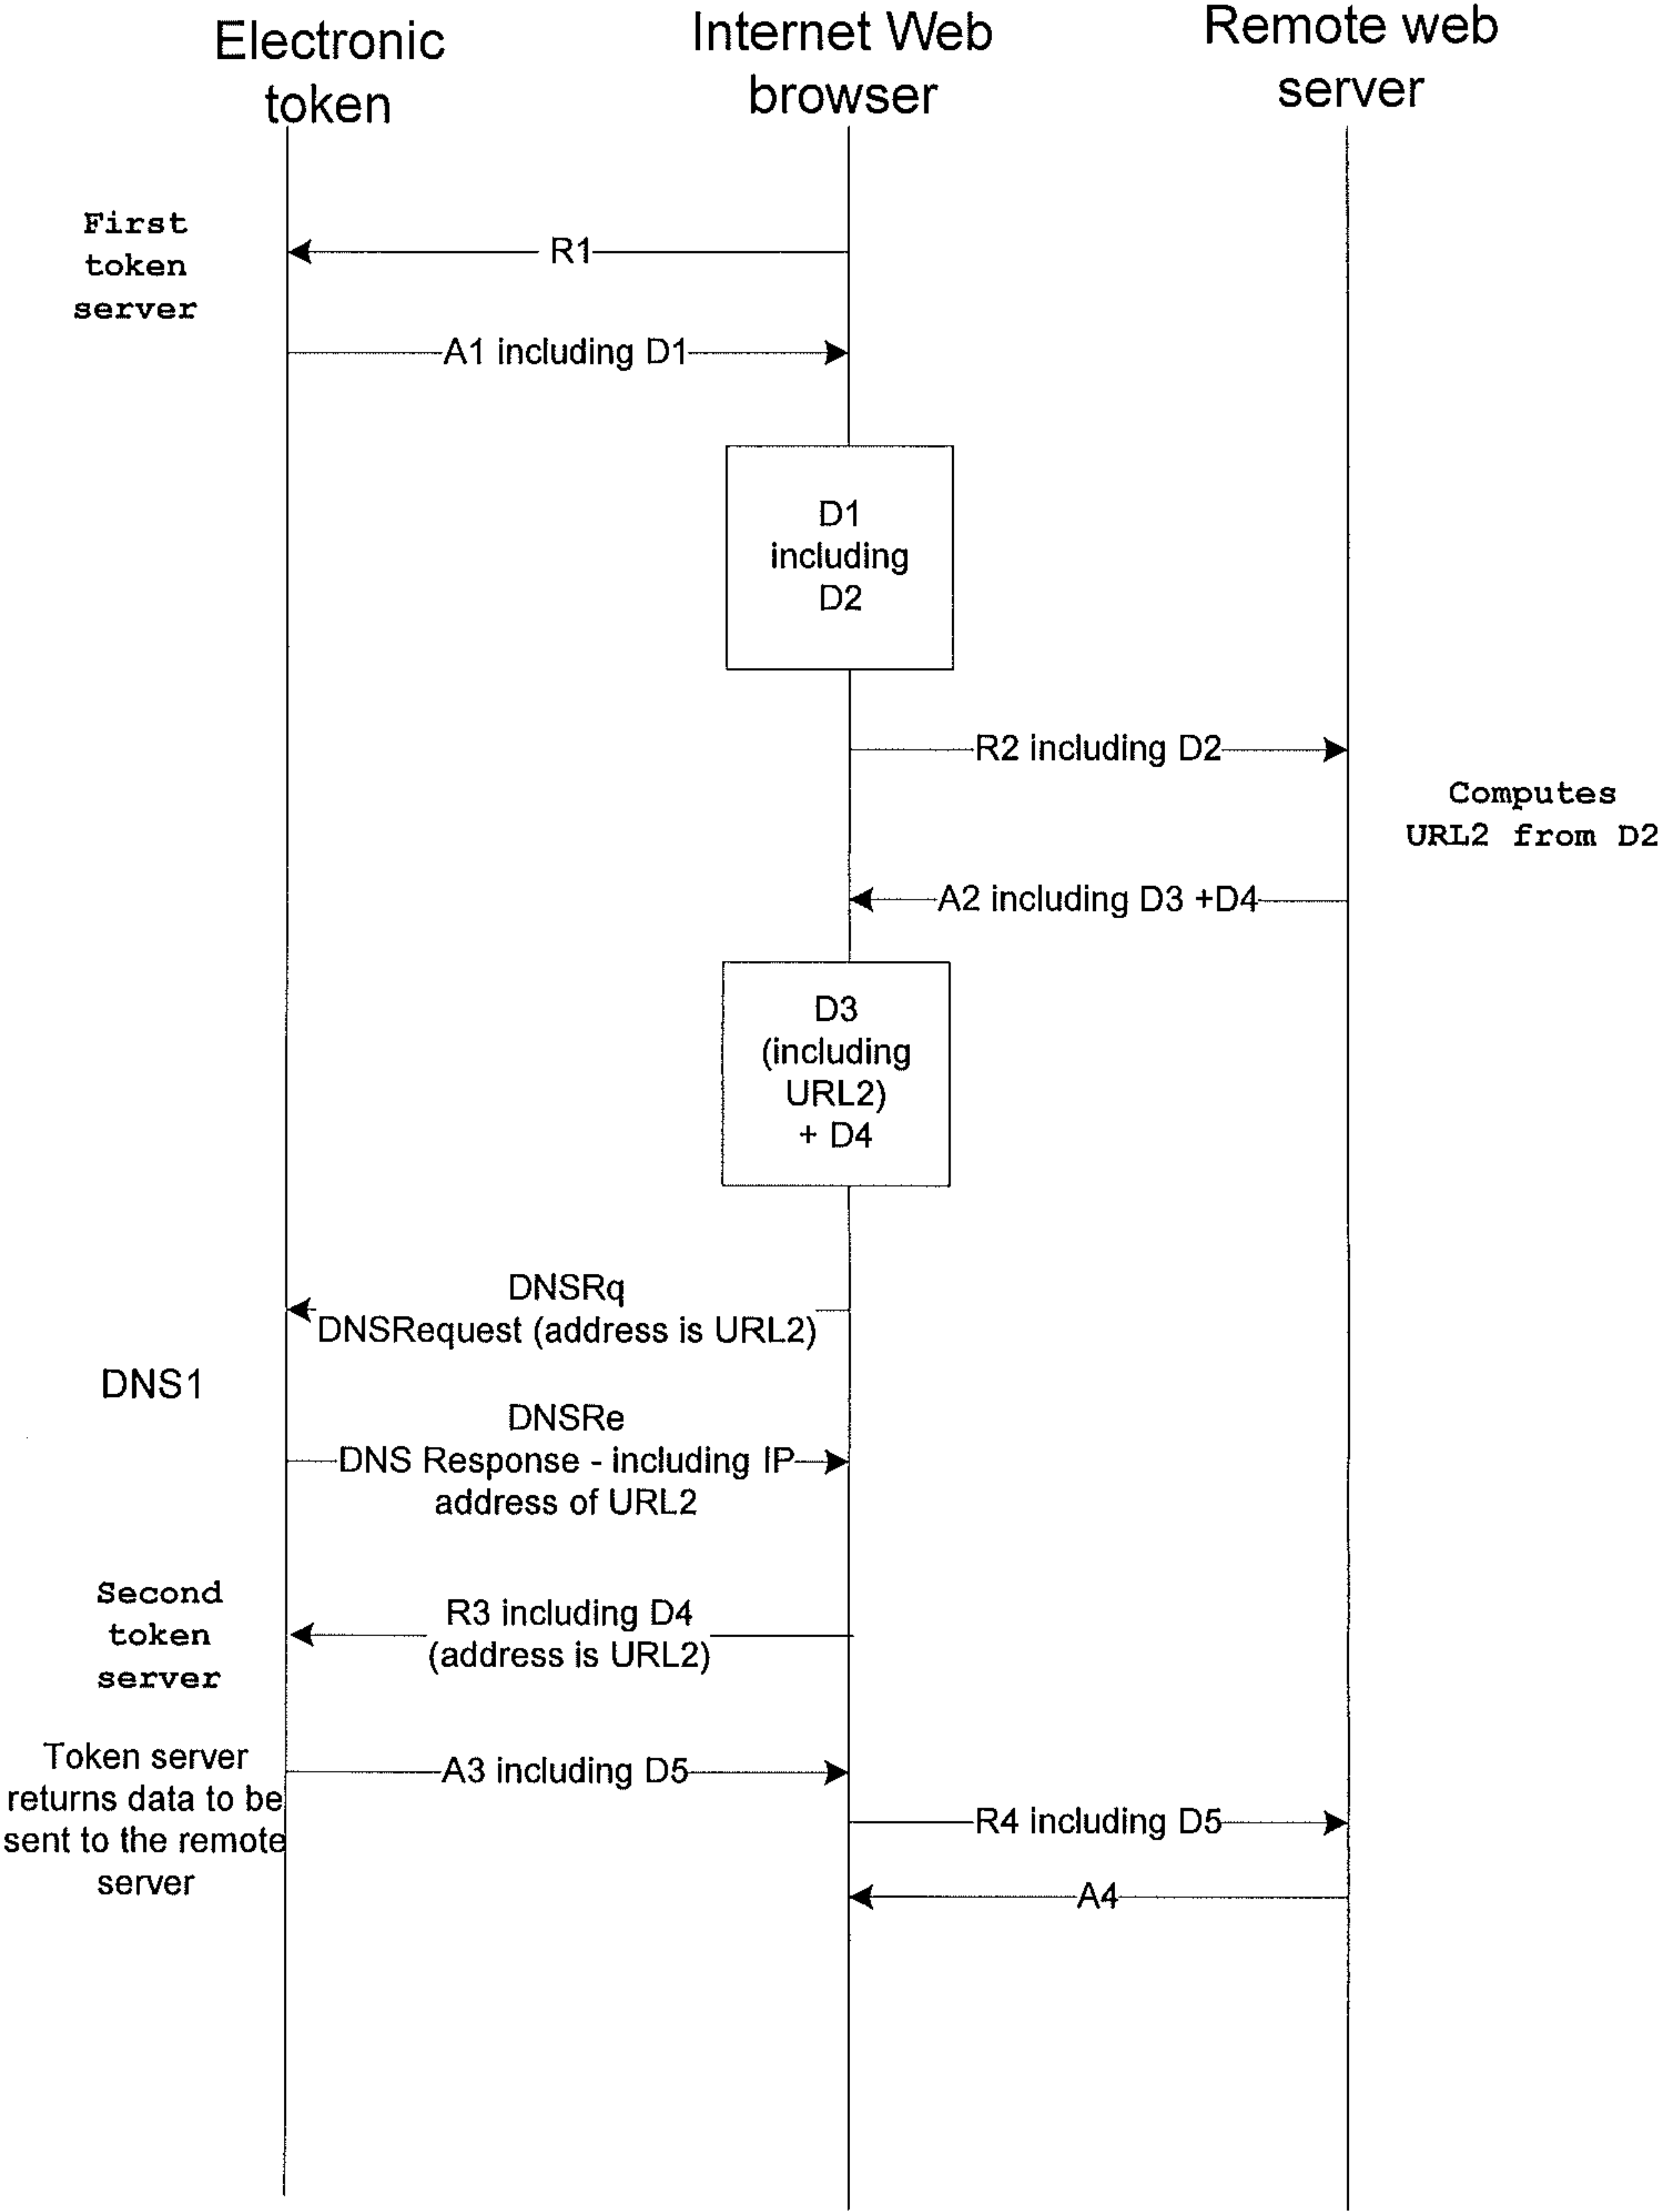 Electronic
token
Internet Web
browser
Remote web
server
First
token
server
R1
A1 including D1
D1
including
D2
R2 including D2
Computes
URL2 from D2
A2 including D3 +D4
D3
(including
URL2)
+ D4
DNSRq
DNSRequest (address is URL2)
DNS1
DNSRe
DNS Response - including IP
address of URL2
Second
token
server
R3 including D4
(address is URL2)
Token server
returns data to be
sent to the remote
server
A3 including D5
R4 including D5
A4